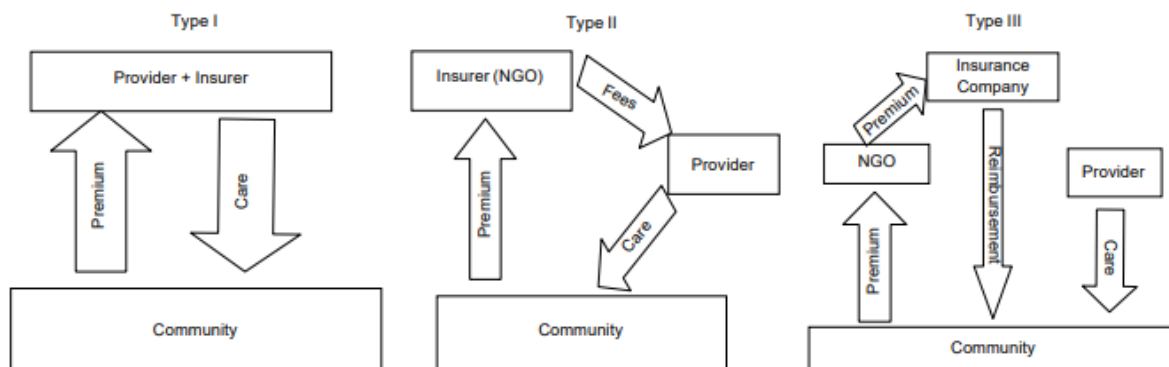 Type I
Provider + Insurer
Premium
Care
Community
Type II
Insurer (NGO)
Fees
Provider
Premium
Care
Community
Type III
Insurance
Company
Premium
NGO
Reimbursement
Provider
Premium
Care
Community